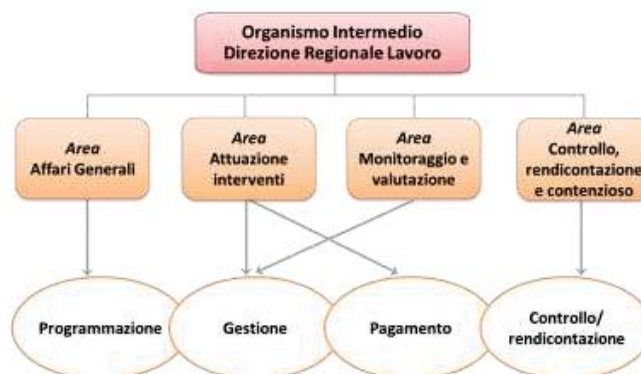 Organismo Intermedio
Direzione Regionale Lavoro
Area
Affari Generali
Area
Attuazione
interventi
Area
Monitoraggio e
valutazione
Area
Controllo,
rendicontazione
e contenzioso
Programmazione
Gestione
Pagamento
Controllo/
rendicontazione